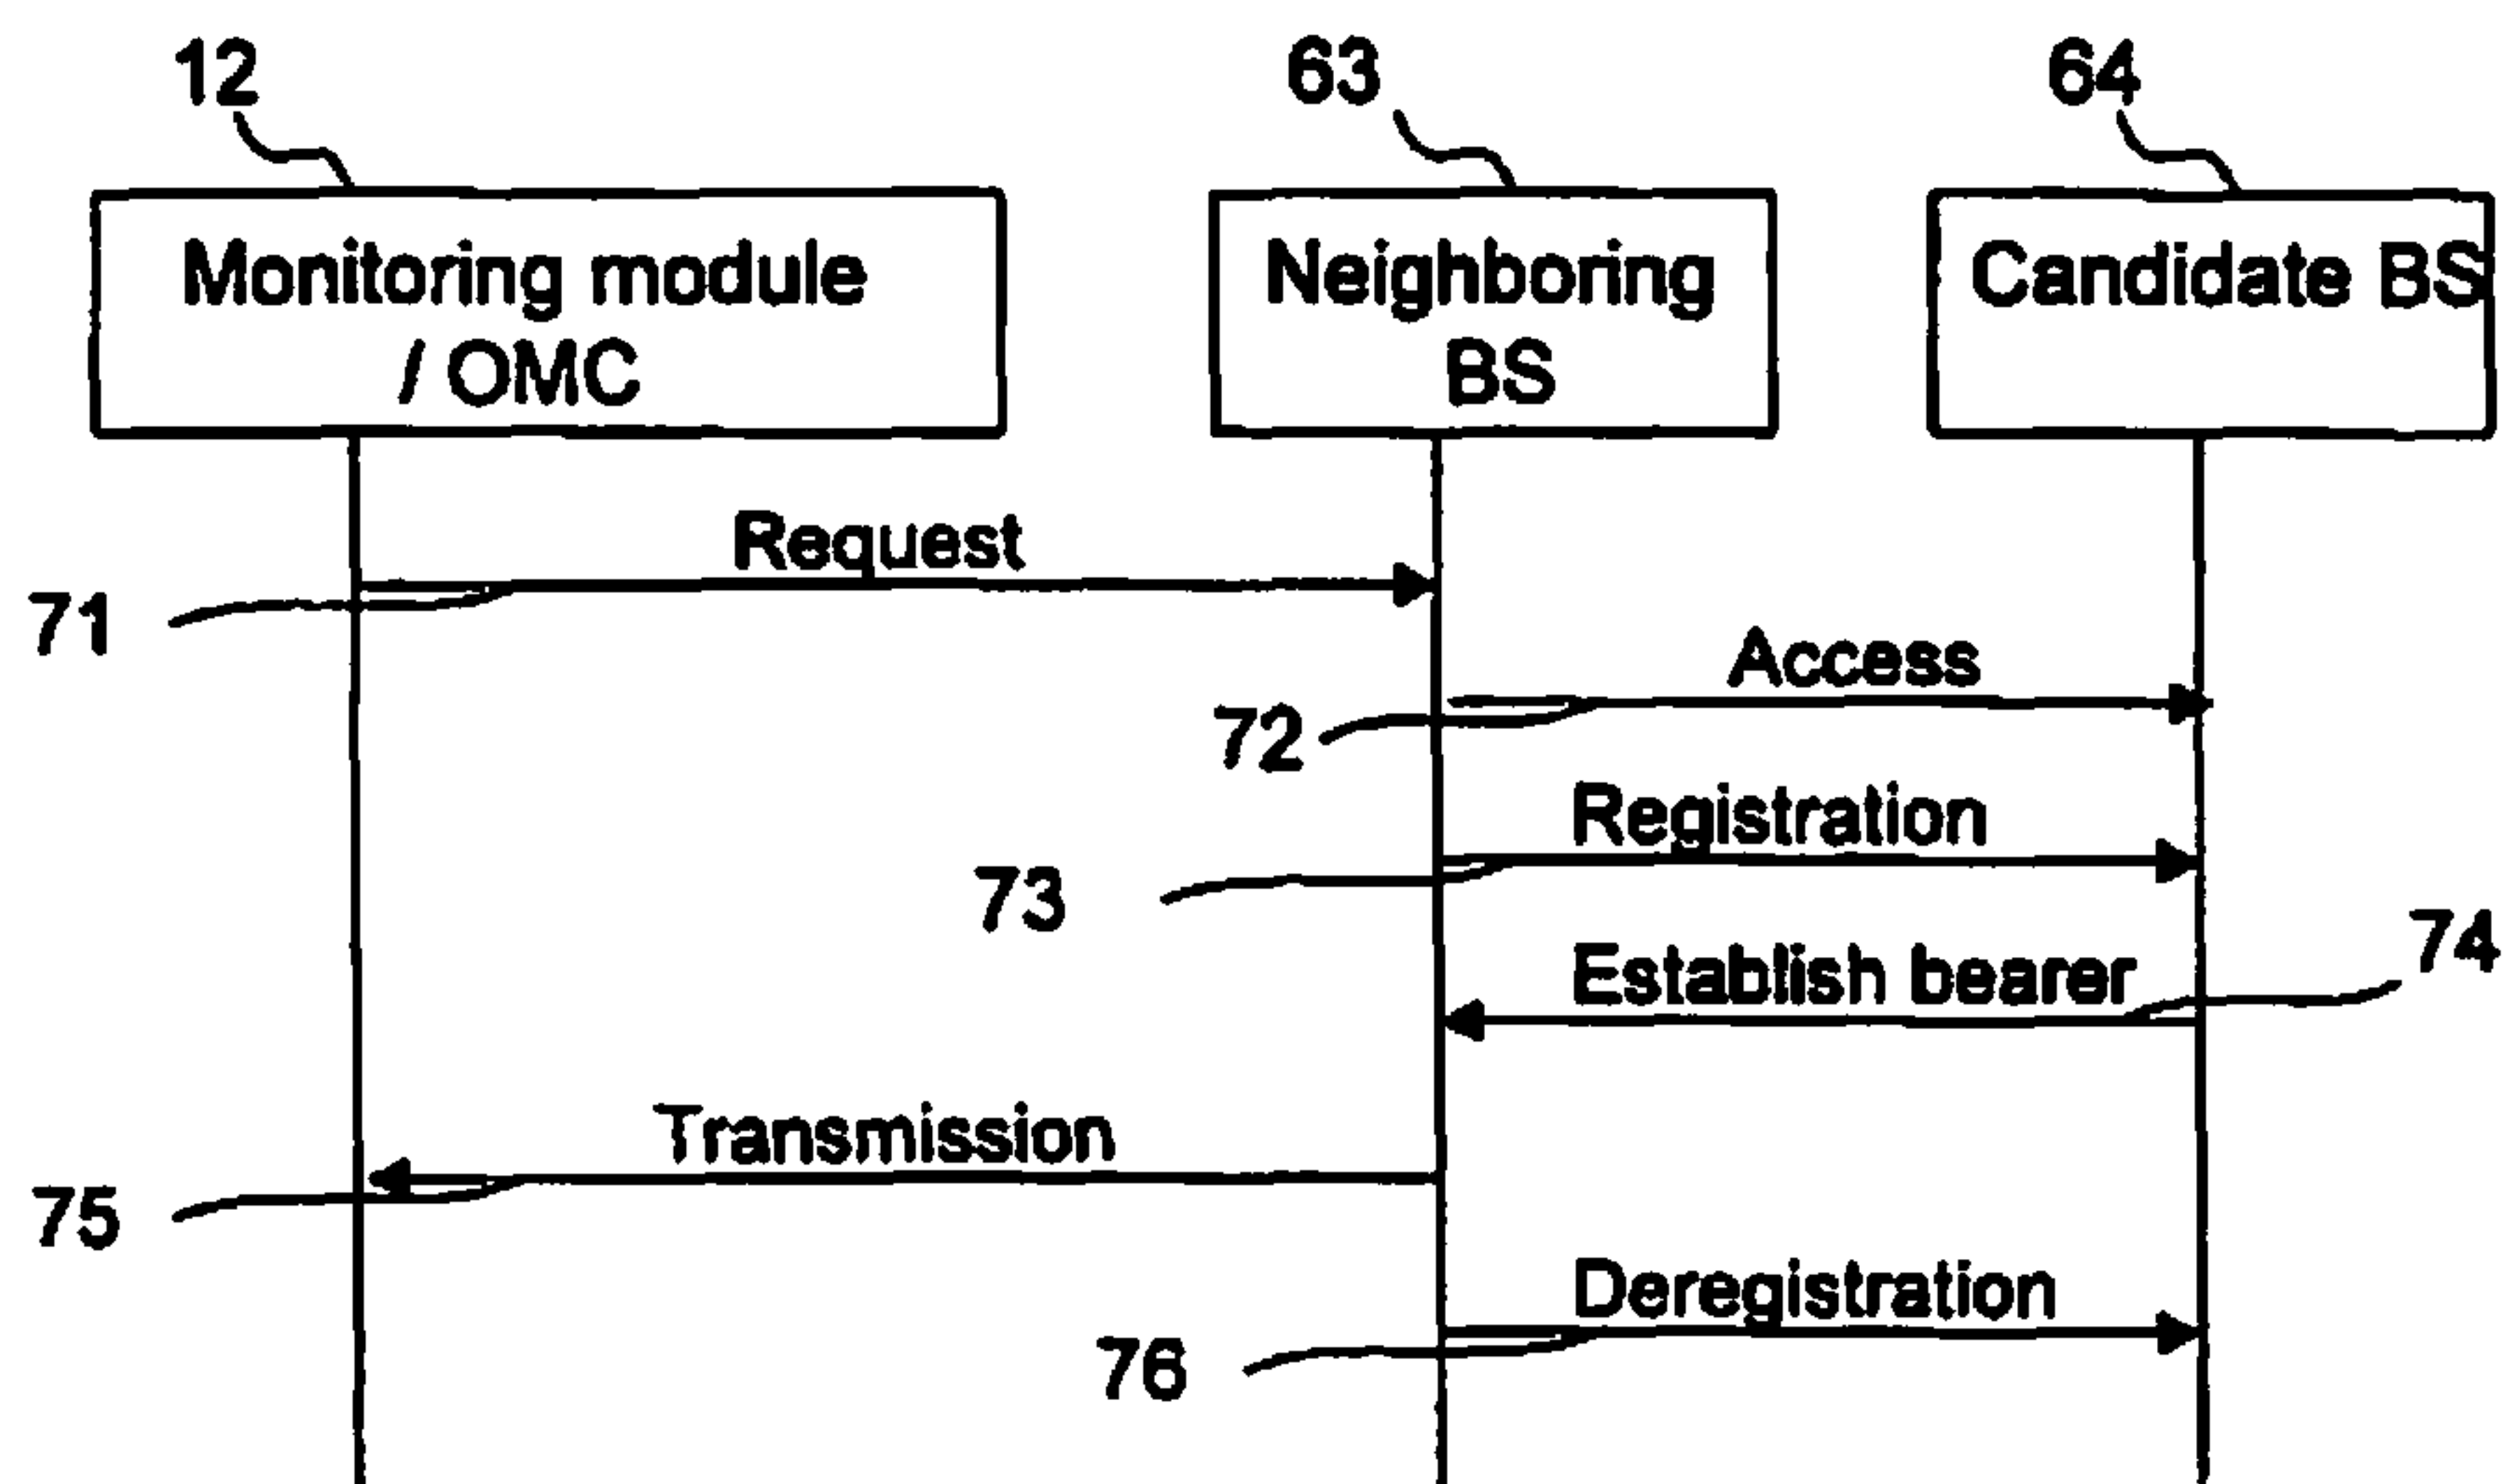 12
63
64
Monitoring module
/ OMC
Neighboring
BS
Candidate BS
Request
71
Access
72
Registration
73
74
Establish bearer
Transmission
75
Deregistration
76